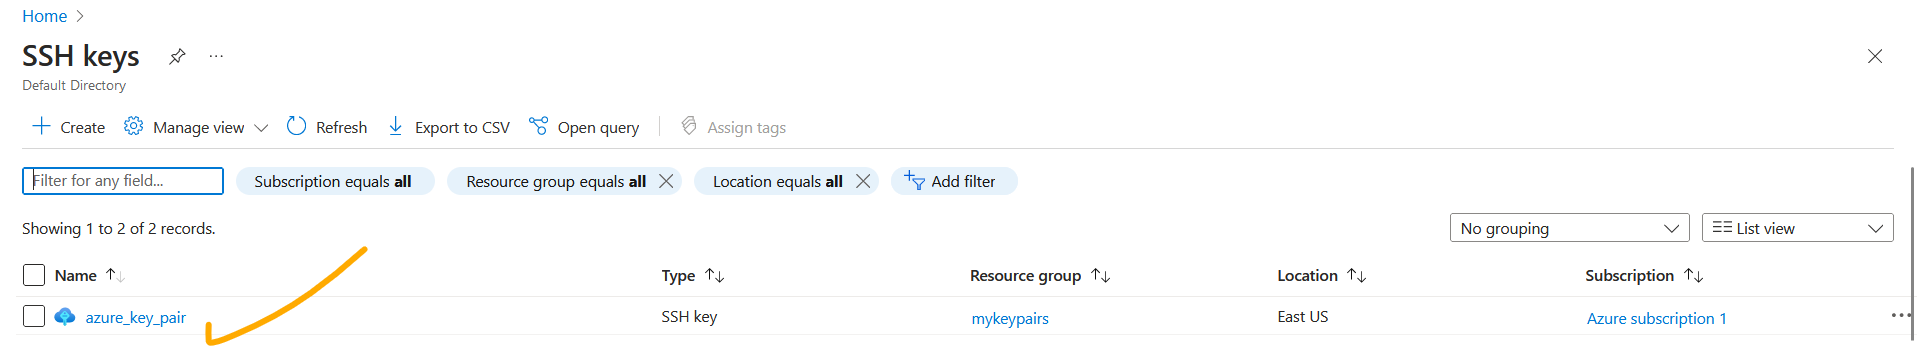 Home
SSH keys
Default Directory
Create Manage view Refresh Export to CSV Open query Assign tags
Filter for any field... Subscription equals all Resource group equals all Location equals all Add filter
Showing 1 to 2 of 2 records. No grouping List view
Name Type Resource group Location Subscription
azure_key_pair SSH key mykeypairs East US Azure subscription 1